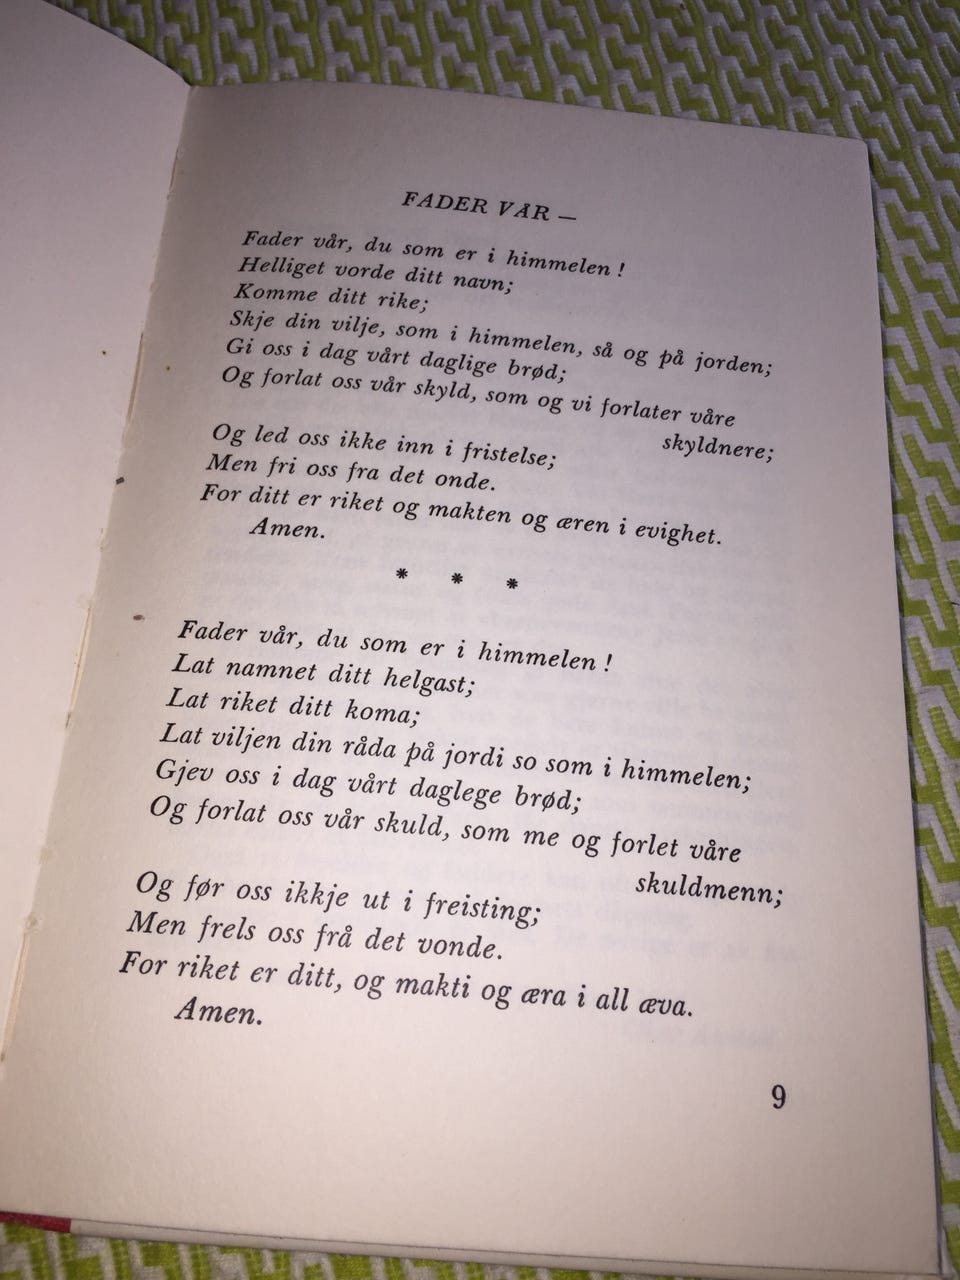 FADER VÅR —
Fader vår, du som er i himmelen !
Helliget vorde ditt navn;
Komme ditt rike;
Skje din vilje, som i himmelen, så og på jorden;
Gi oss i dag vårt daglige brød;
Og forlat oss vår skyld, som og vi forlater våre
skyldnere;
Og led oss ikke inn i fristelse;
Men fri oss fra det onde.
For ditt er riket og makten og æren i evighet.
Amen.
* * *
Fader vår, du som er i himmelen !
Lat namnet ditt helgast;
Lat riket ditt koma;
Lat viljen din råda på jordi so som i himmelen;
Gjev oss i dag vårt daglege brød;
Og forlat oss vår skuld, som me og forlet våre
skuldmenn;
Og før oss ikkje ut i freisting;
Men frels oss frå det vonde.
For riket er ditt, og makti og æra i all æva.
Amen.
9